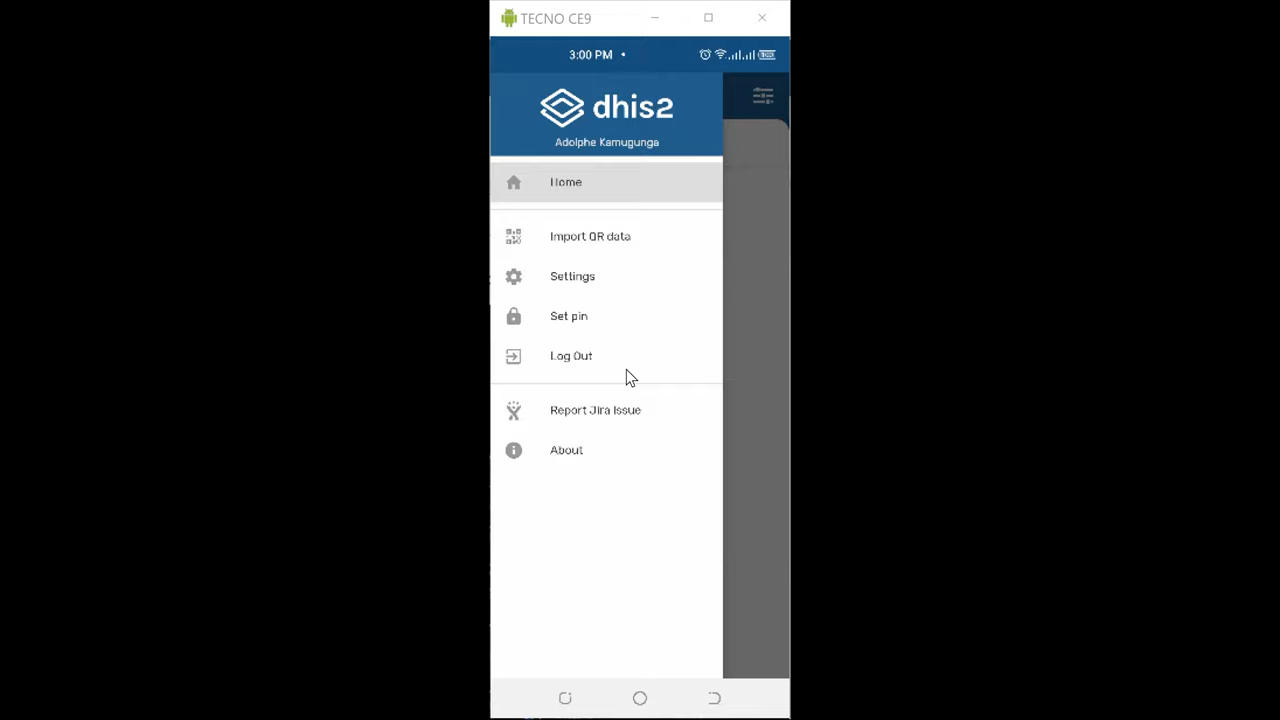 TECNO CE9
3:00 PM
dhis2
Adolphe Kamugunga
Home
Import QR data
Settings
Set pin
Log Out
Report Jira Issue
About